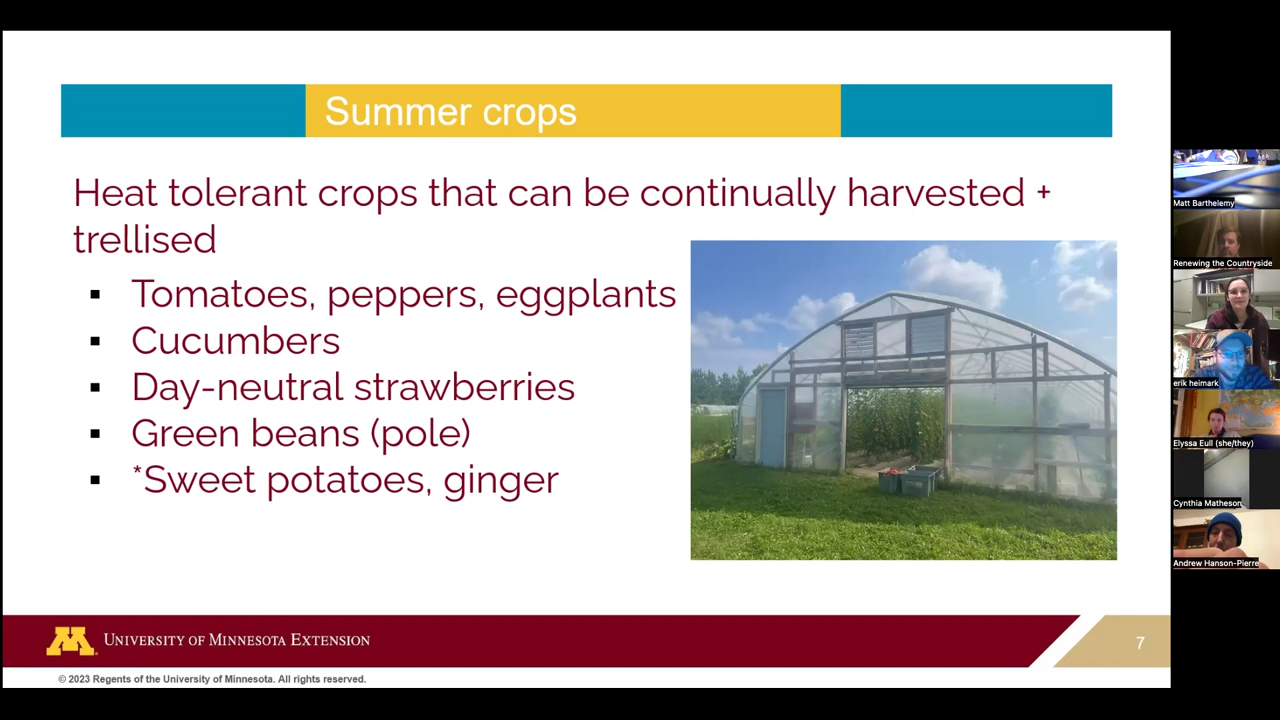 Summer crops
Heat tolerant crops that can be continually harvested +
trellised
▪ Tomatoes, peppers, eggplants
▪ Cucumbers
▪ Day-neutral strawberries
▪ Green beans (pole)
▪ *Sweet potatoes, ginger
M
UNIVERSITY OF MINNESOTA EXTENSION
7
© 2023 Regents of the University of Minnesota. All rights reserved.
Matt Barthelemy
Renewing the Countryside
erik heimark
Elyssa Eull (she/they)
Cynthia Matheson
Andrew Hanson-Pierre